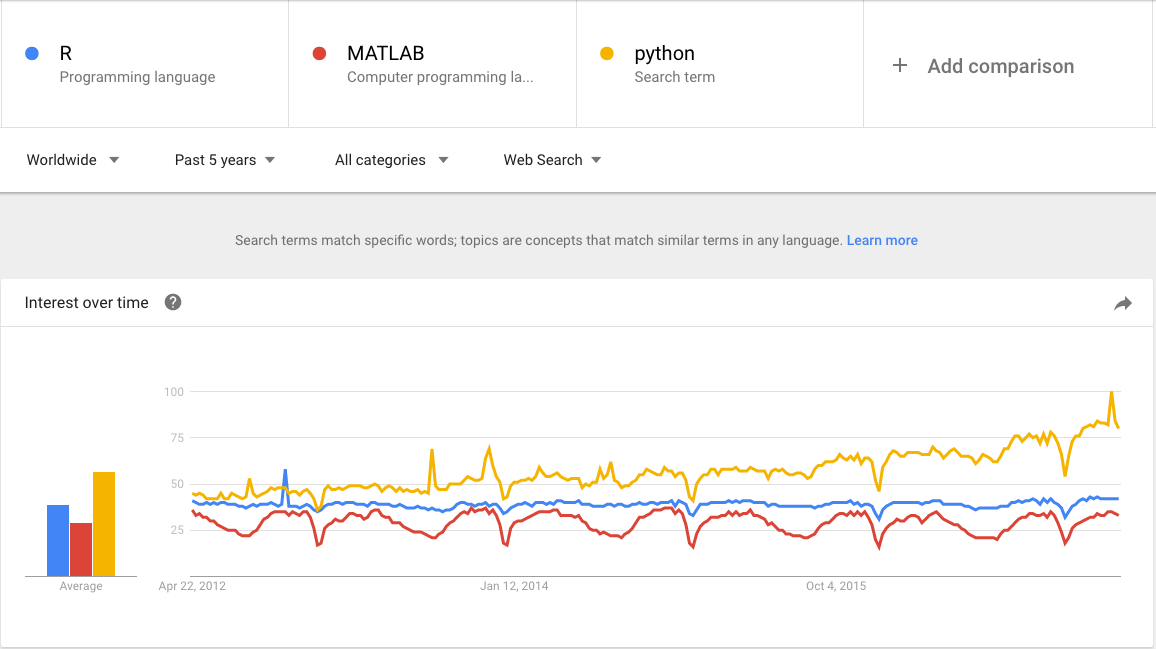 R
Programming language
MATLAB
Computer programming la...
python
Search term
+ Add comparison
Worldwide
Past 5 years
All categories
Web Search
Search terms match specific words; topics are concepts that match similar terms in any language. Learn more
Interest over time ?
100
75
50
25
Average
Apr 22, 2012
Jan 12, 2014
Oct 4, 2015